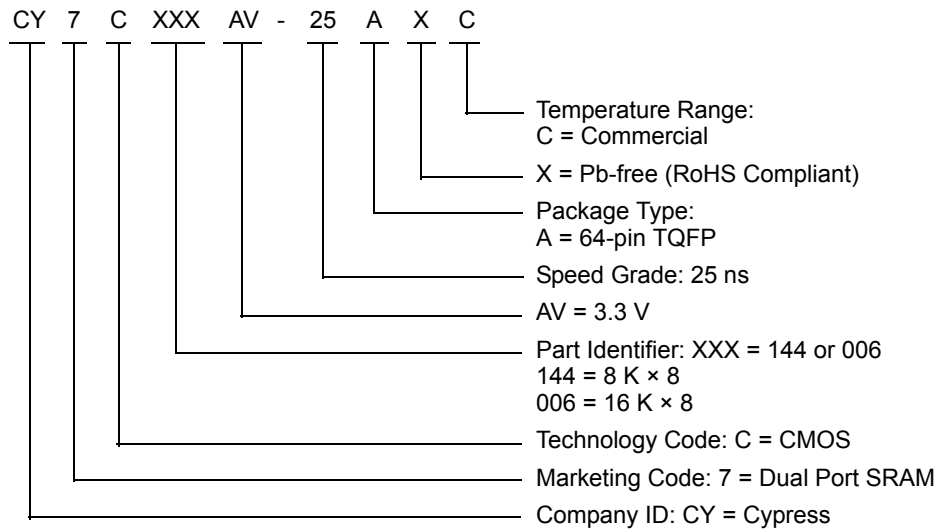 CY 7 C XXX AV - 25 A X C
Temperature Range:
C = Commercial
X = Pb-free (RoHS Compliant)
Package Type:
A = 64-pin TQFP
Speed Grade: 25 ns
AV = 3.3 V
Part Identifier: XXX = 144 or 006
144 = 8 K × 8
006 = 16 K × 8
Technology Code: C = CMOS
Marketing Code: 7 = Dual Port SRAM
Company ID: CY = Cypress